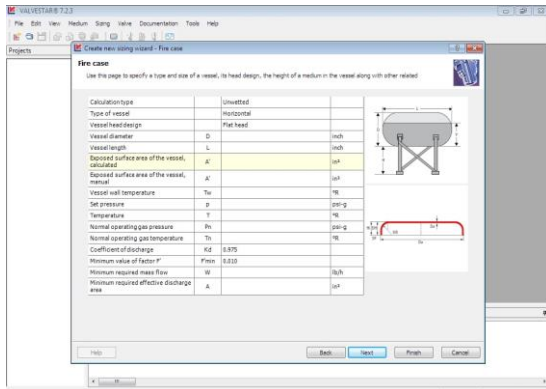 VALVESTAR® 7.2.3
File Edit View Medium Sizing Valve Documentation Tools Help
Projects
Create new sizing wizard - Fire case
Fire case
Use this page to specify a type and size of a vessel, its head design, the height of a medium in the vessel along with other related
Calculation type Unwetted
Type of vessel Horizontal
Vessel head design Flat head
Vessel diameter D inch
Vessel length L inch
Exposed surface area of the vessel,
calculated A' in²
Exposed surface area of the vessel,
manual A' in²
Vessel wall temperature Tw °R
Set pressure p psi-g
Temperature T °R
Normal operating gas pressure Pn psi-g
Normal operating gas temperature Tn °R
Coefficient of discharge Kd 0.975
Minimum value of factor F' F'min 0.010
Minimum required mass flow W lb/h
Minimum required effective discharge
area A in²
L
Da
Help Back Next Finish Cancel